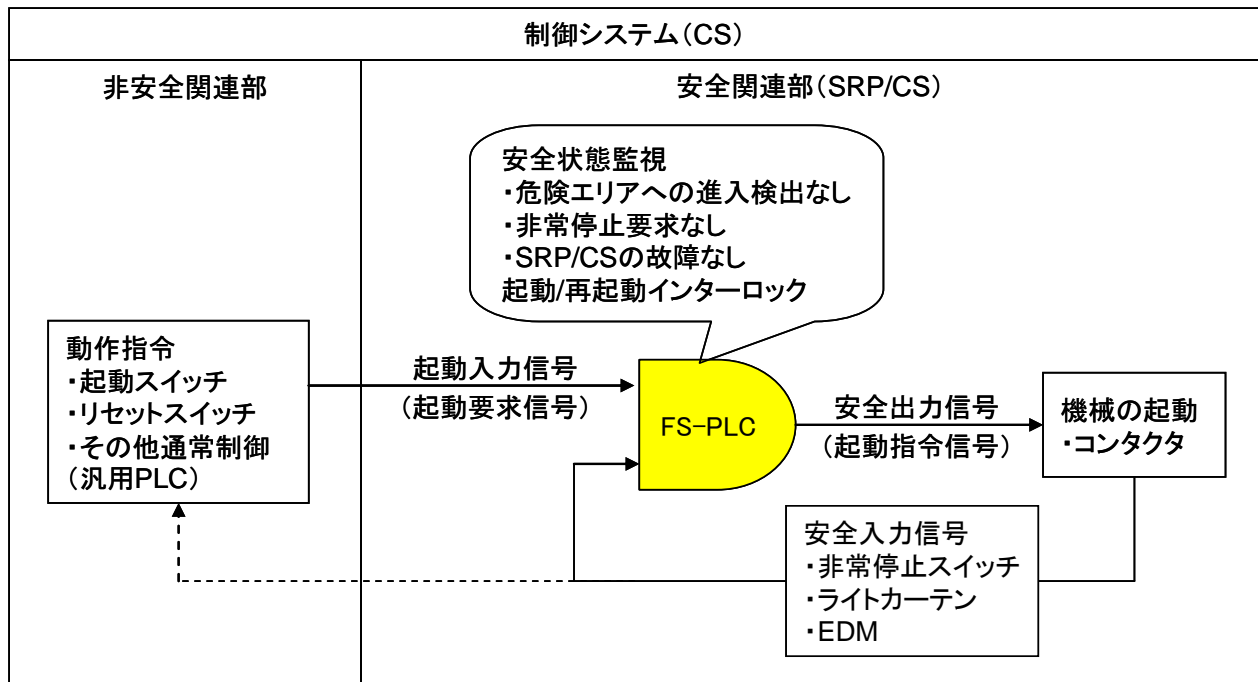 制御システム(CS)
非安全関連部
安全関連部(SRP/CS)
安全状態監視
・危険エリアへの進入検出なし
・非常停止要求なし
・SRP/CSの故障なし
起動/再起動インターロック
動作指令
・起動スイッチ
・リセットスイッチ
・その他通常制御
(汎用PLC)
起動入力信号
(起動要求信号)
FS-PLC
安全出力信号
(起動指令信号)
機械の起動
・コンタクタ
安全入力信号
・非常停止スイッチ
・ライトカーテン
・EDM